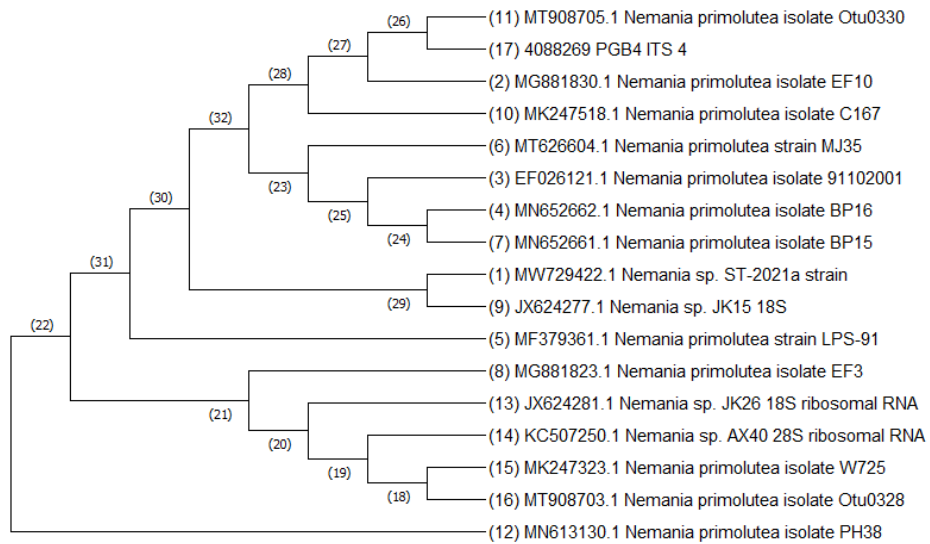 (26)
(11) MT908705.1 Nemania primolutea isolate Otu0330
(27)
(17) 4088269 PGB4 ITS 4
(28)
(2) MG881830.1 Nemania primolutea isolate EF10
(32)
(10) MK247518.1 Nemania primolutea isolate C167
(6) MT626604.1 Nemania primolutea strain MJ35
(23)
(3) EF026121.1 Nemania primolutea isolate 91102001
(30)
(25)
(4) MN652662.1 Nemania primolutea isolate BP16
(24)
(7) MN652661.1 Nemania primolutea isolate BP15
(31)
(1) MW729422.1 Nemania sp. ST-2021a strain
(29)
(9) JX624277.1 Nemania sp. JK15 18S
(22)
(5) MF379361.1 Nemania primolutea strain LPS-91
(8) MG881823.1 Nemania primolutea isolate EF3
(21)
(13) JX624281.1 Nemania sp. JK26 18S ribosomal RNA
(20)
(14) KC507250.1 Nemania sp. AX40 28S ribosomal RNA
(19)
(15) MK247323.1 Nemania primolutea isolate W725
(18)
(16) MT908703.1 Nemania primolutea isolate Otu0328
(12) MN613130.1 Nemania primolutea isolate PH38